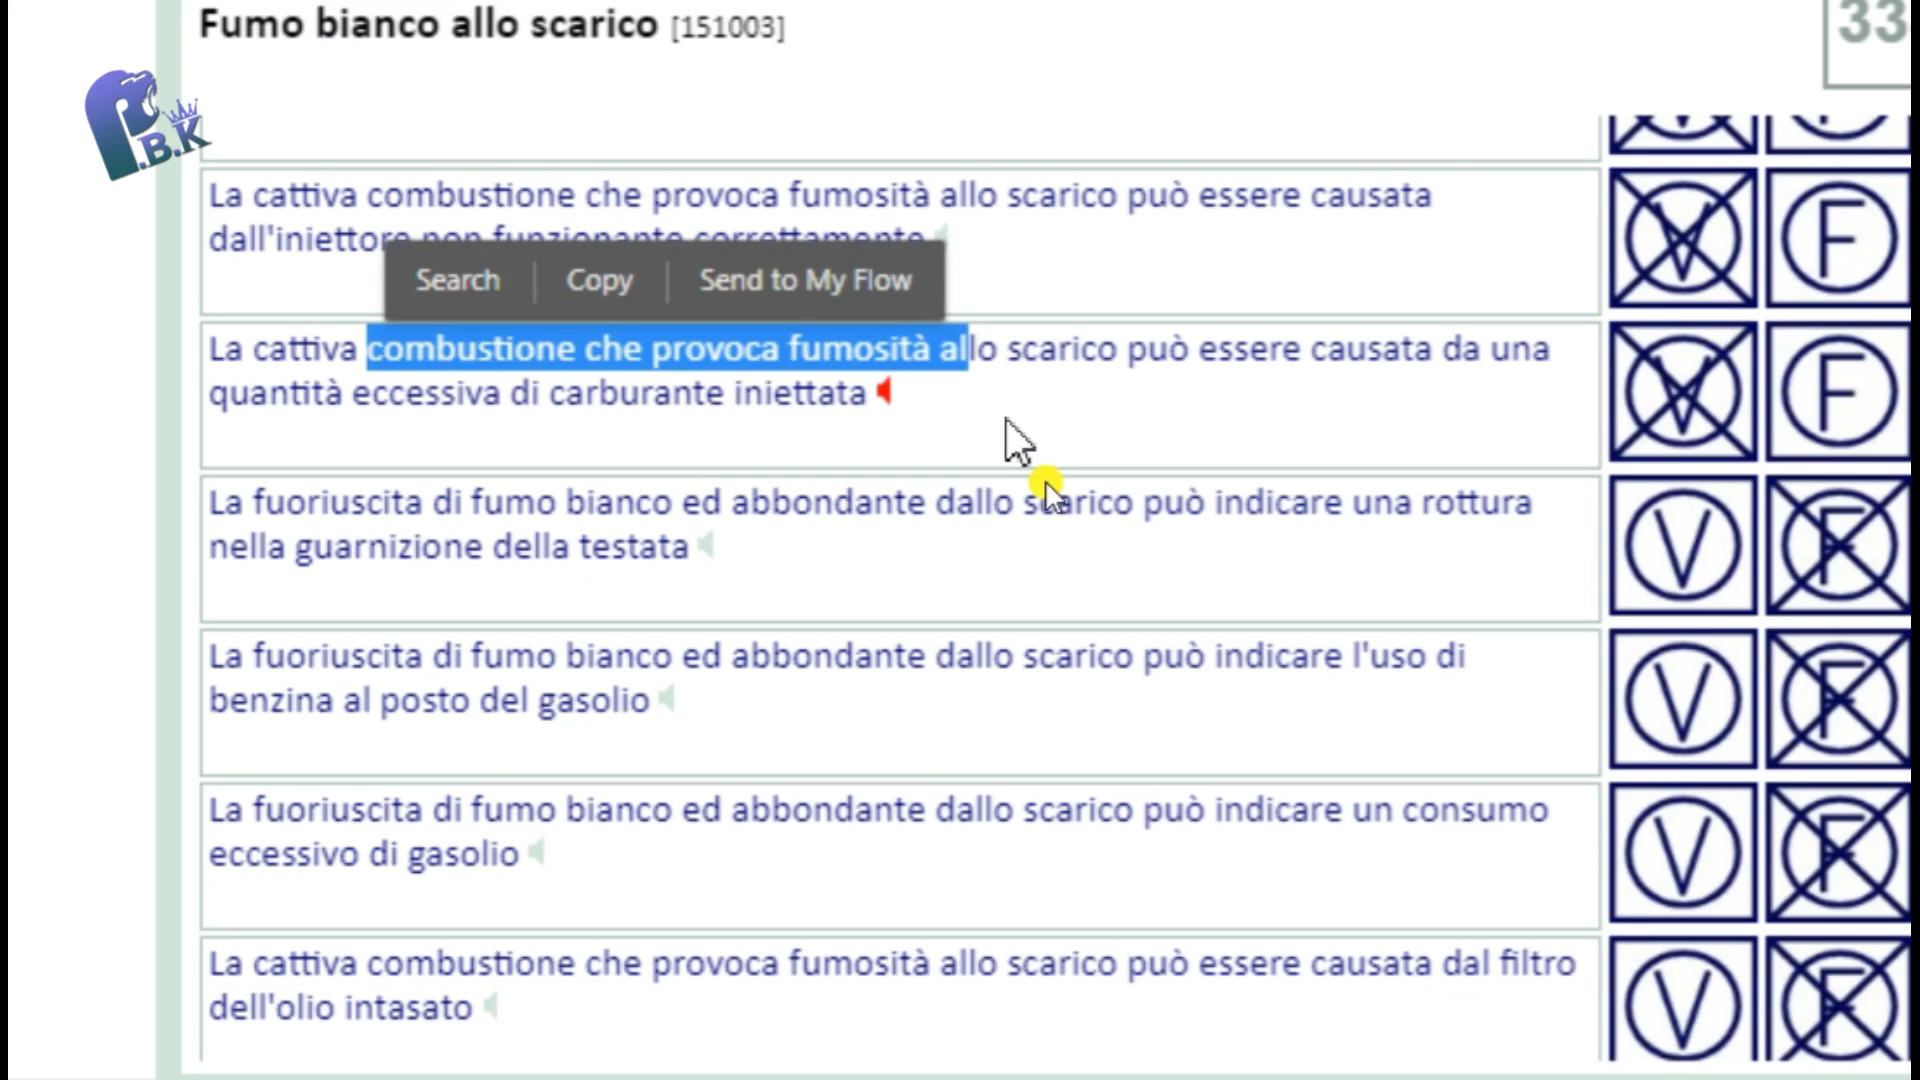 Fumo bianco allo scarico [151003]
33
P.B.K
La cattiva combustione che provoca fumosità allo scarico può essere causata
V F
dall'iniettore non funzionante correttamente
Search Copy Send to My Flow
La cattiva combustione che provoca fumosità allo scarico può essere causata da una
quantità eccessiva di carburante iniettata
V F
La fuoriuscita di fumo bianco ed abbondante dallo scarico può indicare una rottura
nella guarnizione della testata
V F
La fuoriuscita di fumo bianco ed abbondante dallo scarico può indicare l'uso di
benzina al posto del gasolio
V F
La fuoriuscita di fumo bianco ed abbondante dallo scarico può indicare un consumo
eccessivo di gasolio
V F
La cattiva combustione che provoca fumosità allo scarico può essere causata dal filtro
dell'olio intasato
V F